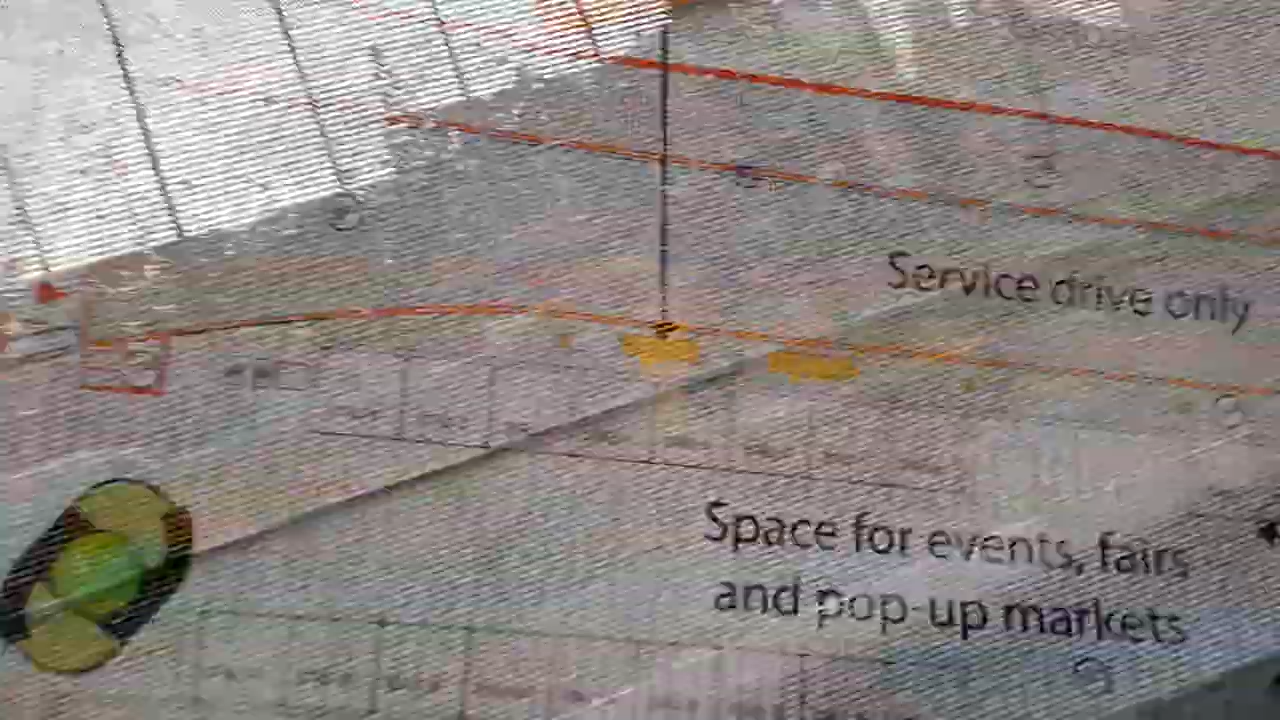 Service drive only
Space for events, fairs
and pop-up markets